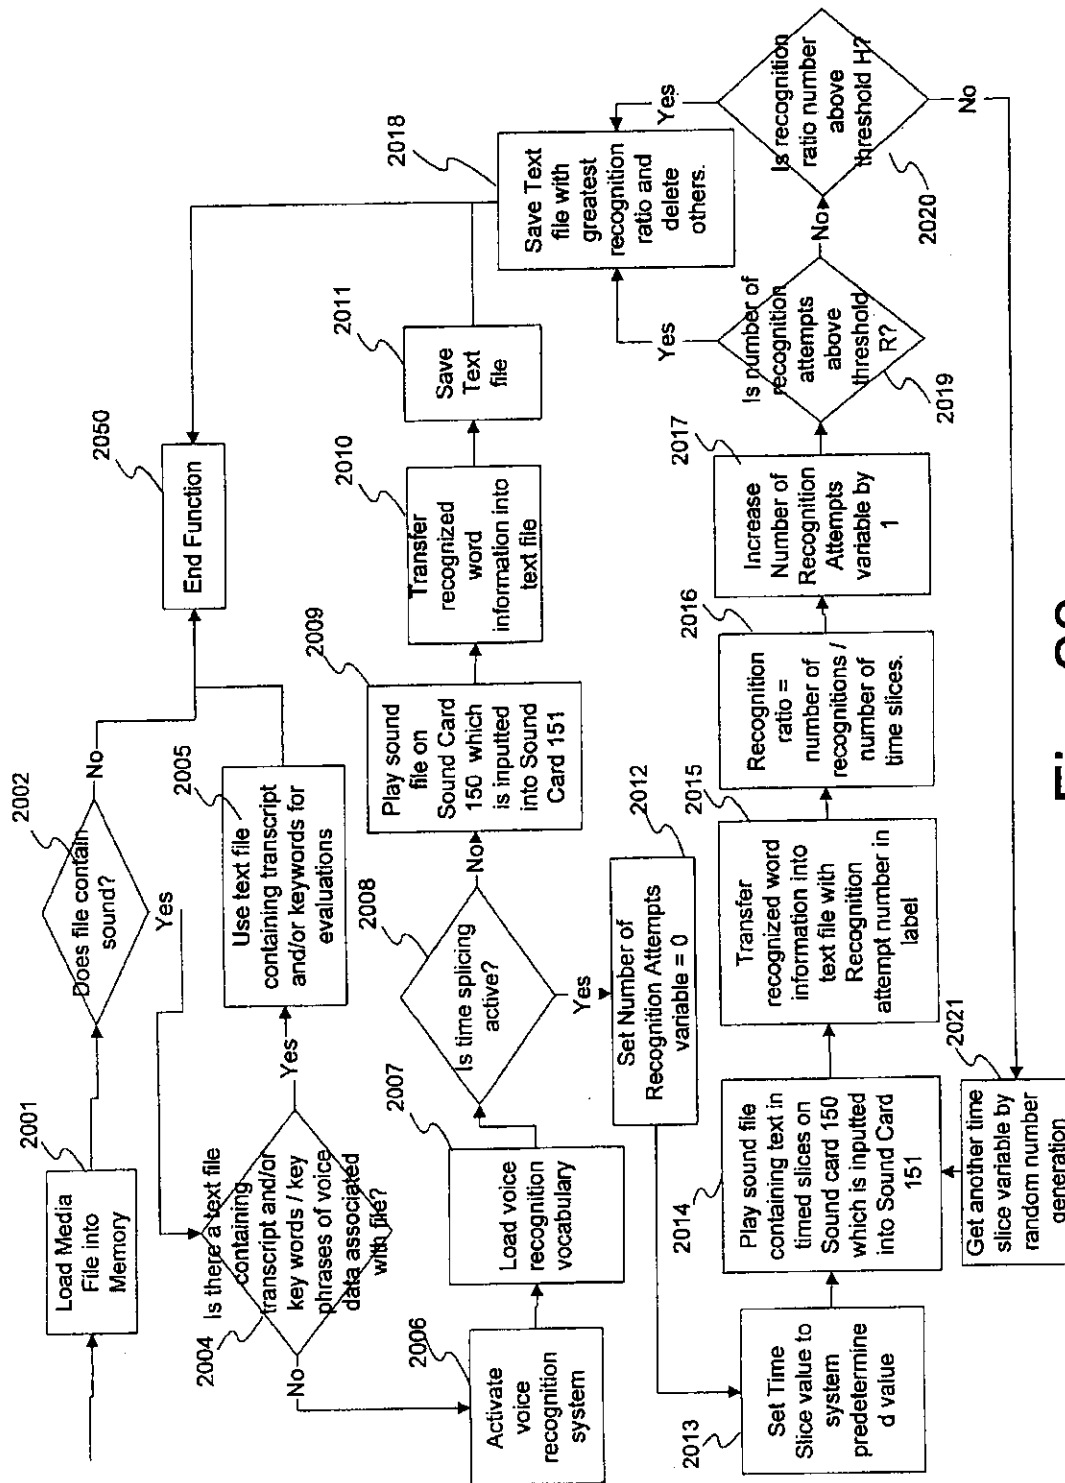 2001
Load Media
File into
Memory
2002
Does file contain
sound?
No
Yes
2050
End Function
2004
Is there a text file
containing
transcript and/or
key words / key
phrases of voice
data associated
with file?
Yes
No
2005
Use text file
containing transcript
and/or keywords for
evaluations
2006
Activate
voice
recognition
system
2007
Load voice
recognition
vocabulary
2008
Is time splicing
active?
No
Yes
2009
Play sound
file on
Sound Card
150 which
is inputted
into Sound
Card 151
2010
Transfer
recognized
word
information into
text file
2011
Save
Text
file
2012
Set Number of
Recognition Attempts
variable = 0
2013
Set Time
Slice value to
system
predetermine
d value
2014
Play sound file
containing text in
timed slices on
Sound card 150
which is inputted
into Sound Card
151
2015
Transfer
recognized word
information into
text file with
Recognition
attempt number in
label
2016
Recognition
ratio =
number of
recognitions /
number of
time slices.
2017
Increase
Number of
Recognition
Attempts
variable by
1
2018
Save Text
file with
greatest
recognition
ratio and
delete
others.
2019
Is number of
recognition
attempts
above
threshold
R?
Yes
No
2020
Is recognition
ratio number
above
threshold H?
Yes
No
2021
Get another time
slice variable by
random number
generation